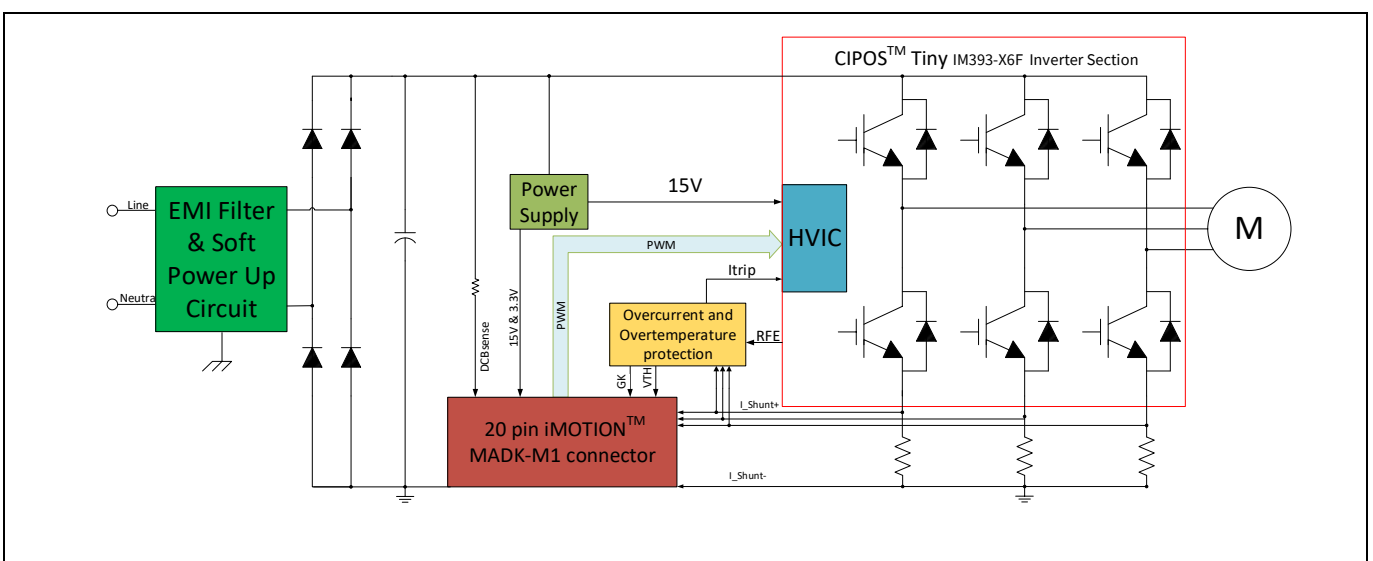 CIPOS™ Tiny IM393-X6F Inverter Section
Line
Neutra
EMI Filter
& Soft
Power Up
Circuit
Power
Supply
15V
HVIC
PWM
PWM
Itrip
Overcurrent and
Overtemperature
protection
RFE
DCBsense
15V & 3.3V
GK
VTH
M
I_Shunt+
20 pin iMOTION™
MADK-M1 connector
I_Shunt-